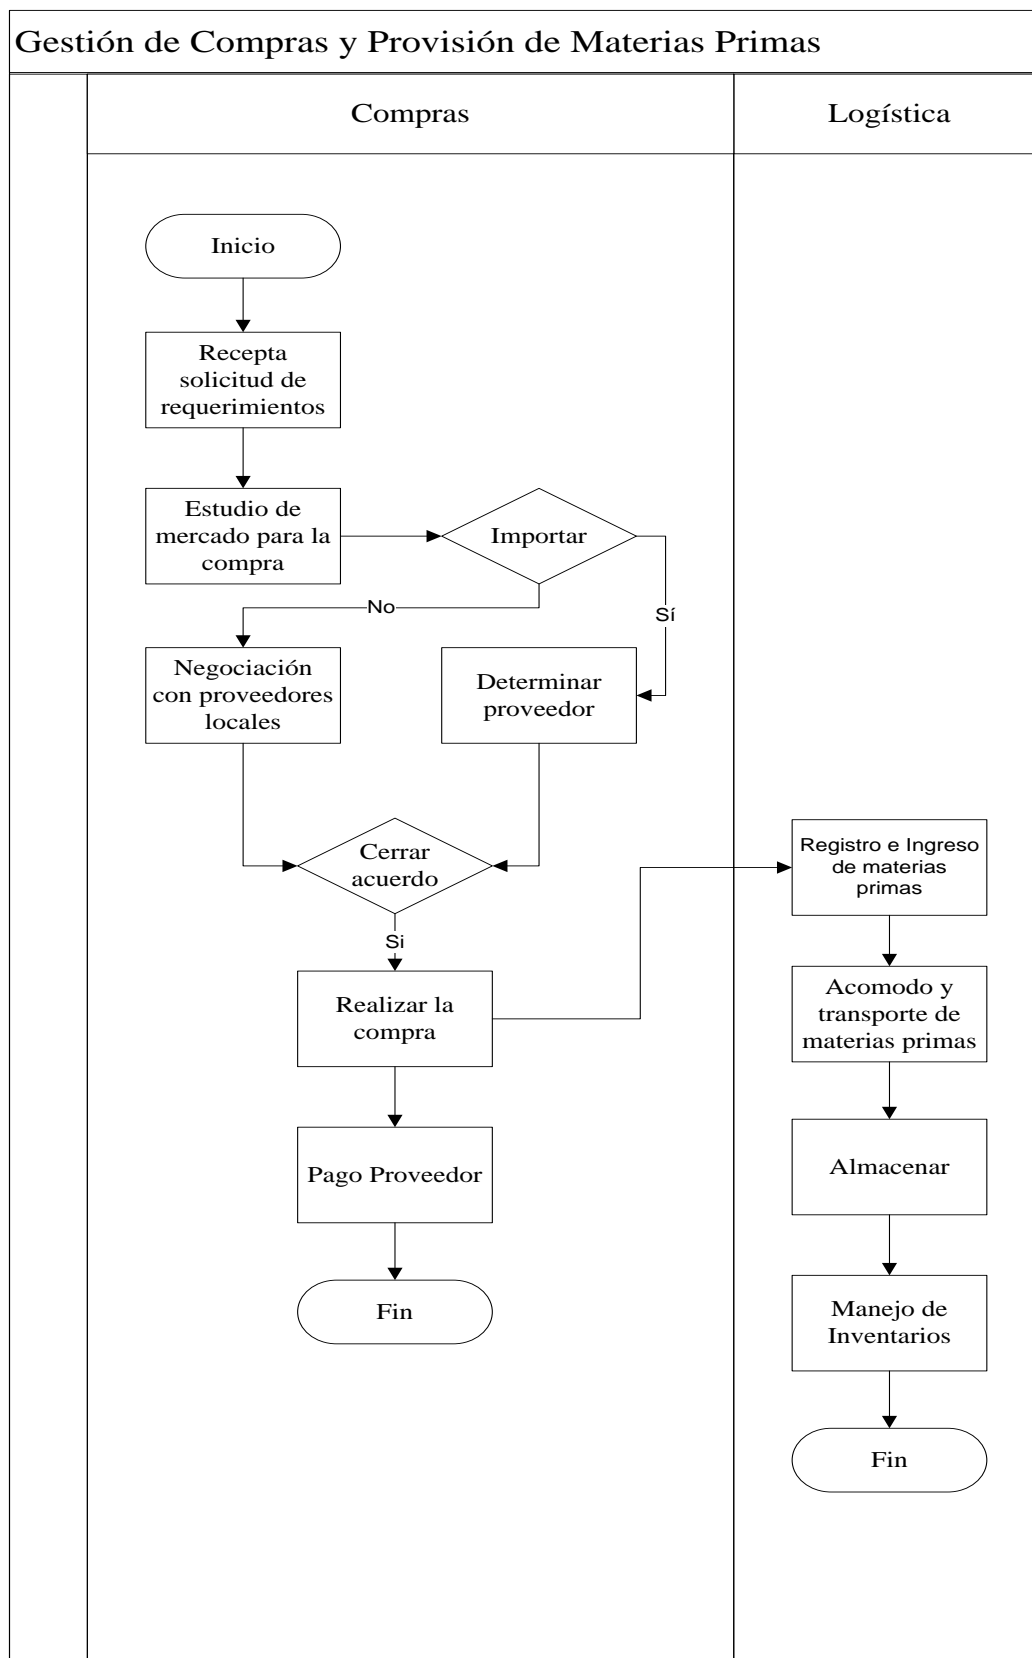 Gestión de Compras y Provisión de Materias Primas
Compras
Logística
Inicio
Recepta
solicitud de
requerimientos
Estudio de
mercado para la
compra
Importar
No
Sí
Negociación
con proveedores
locales
Determinar
proveedor
Cerrar
acuerdo
Si
Realizar la
compra
Pago Proveedor
Fin
Registro e Ingreso
de materias
primas
Acomodo y
transporte de
materias primas
Almacenar
Manejo de
Inventarios
Fin